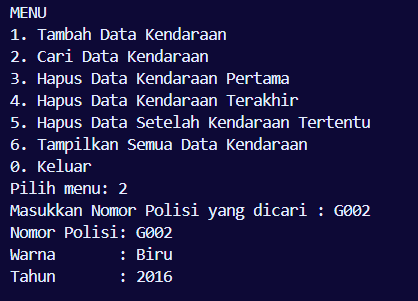 MENU
1. Tambah Data Kendaraan
2. Cari Data Kendaraan
3. Hapus Data Kendaraan Pertama
4. Hapus Data Kendaraan Terakhir
5. Hapus Data Setelah Kendaraan Tertentu
6. Tampilkan Semua Data Kendaraan
0. Keluar
Pilih menu: 2
Masukkan Nomor Polisi yang dicari : G002
Nomor Polisi: G002
Warna       : Biru
Tahun       : 2016